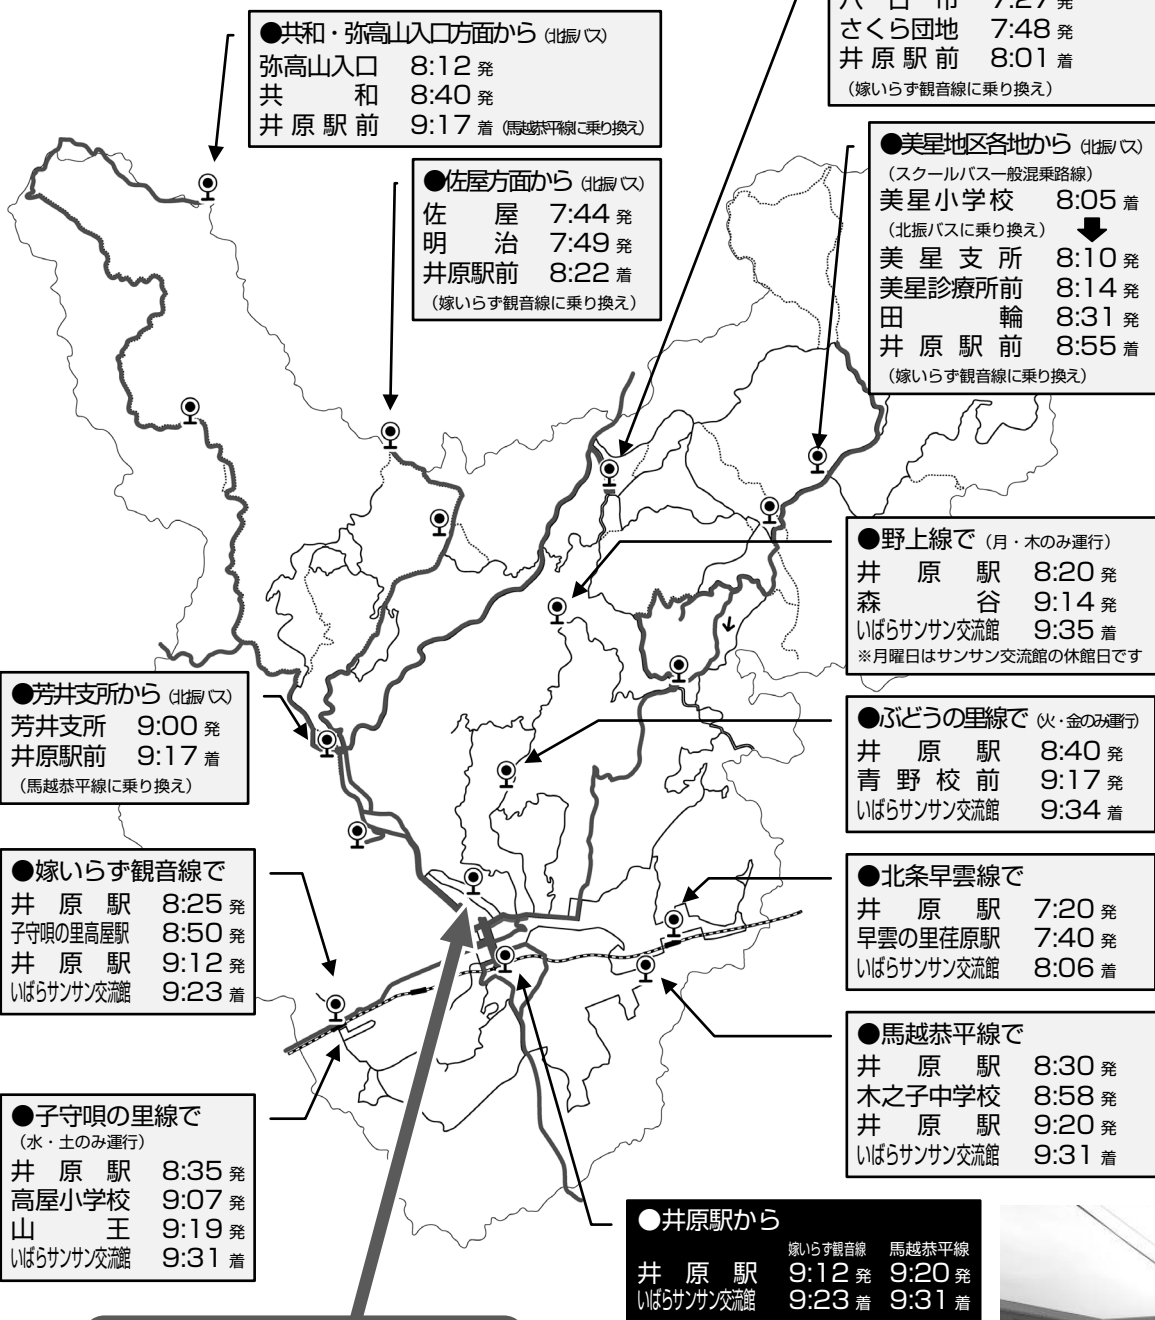 ●共和・弥高山入口方面から (北振バス)
弥高山入口 8:12 発
共和 8:40 発
井原駅前 9:17 着 (馬越恭平線に乗り換え)
さくら団地 7:48 発
井原駅前 8:01 着
(嫁いらず観音線に乗り換え)
●佐屋方面から (北振バス)
佐屋 7:44 発
明治 7:49 発
井原駅前 8:22 着
(嫁いらず観音線に乗り換え)
●美星地区各地から (北振バス)
(スクールバス一般混乗路線)
美星小学校 8:05 着
(北振バスに乗り換え)
美星支所 8:10 発
美星診療所前 8:14 発
田輪 8:31 発
井原駅前 8:55 着
(嫁いらず観音線に乗り換え)
●野上線で (月・木のみ運行)
井原駅 8:20 発
森谷 9:14 発
いばらサンサン交流館 9:35 着
※月曜日はサンサン交流館の休館日です
●芳井支所から (北振バス)
芳井支所 9:00 発
井原駅前 9:17 着
(馬越恭平線に乗り換え)
●ぶどうの里線で (火・金のみ運行)
井原駅 8:40 発
青野校前 9:17 発
いばらサンサン交流館 9:34 着
●嫁いらず観音線で
井原駅 8:25 発
子守唄の里高屋駅 8:50 発
井原駅 9:12 発
いばらサンサン交流館 9:23 着
●北条早雲線で
井原駅 7:20 発
早雲の里荏原駅 7:40 発
いばらサンサン交流館 8:06 着
●馬越恭平線で
井原駅 8:30 発
木之子中学校 8:58 発
井原駅 9:20 発
いばらサンサン交流館 9:31 着
●子守唄の里線で
(水・土のみ運行)
井原駅 8:35 発
高屋小学校 9:07 発
山王 9:19 発
いばらサンサン交流館 9:31 着
●井原駅から
嫁いらず観音線 馬越恭平線
井原駅 9:12 発 9:20 発
いばらサンサン交流館 9:23 着 9:31 着